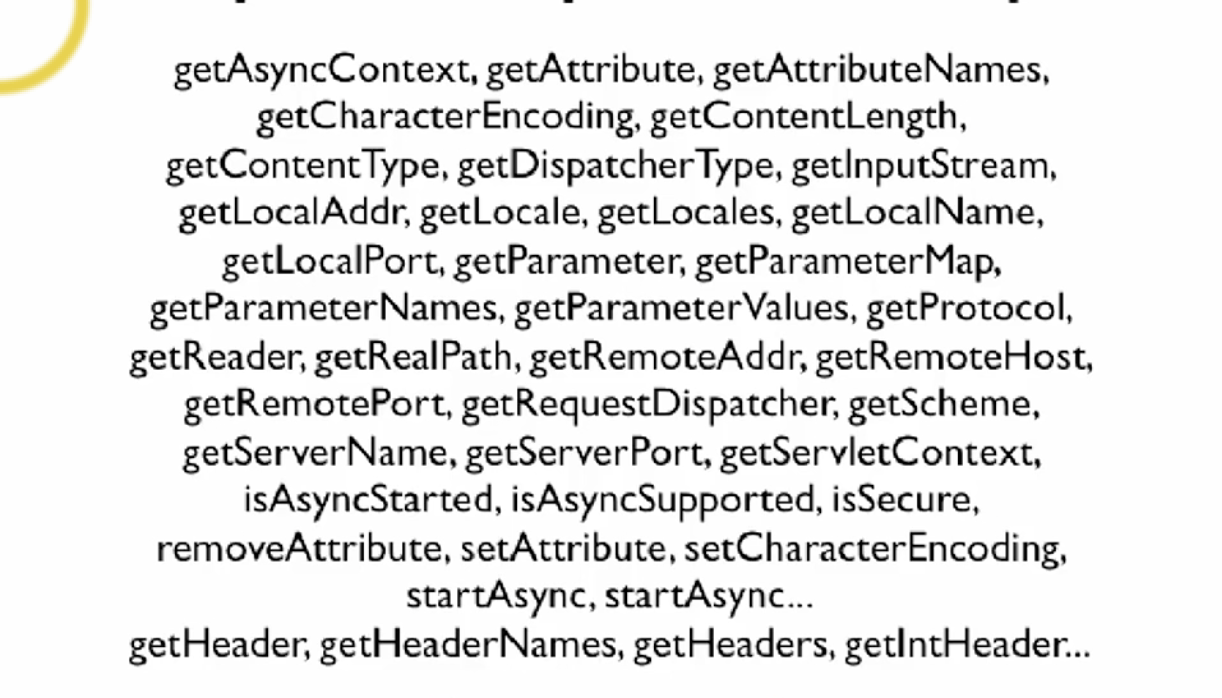 getAsyncContext, getAttribute, getAttributeNames,
getCharacterEncoding, getContentLength,
getContentType, getDispatcherType, getInputStream,
getLocalAddr, getLocale, getLocales, getLocalName,
getLocalPort, getParameter, getParameterMap,
getParameterNames, getParameterValues, getProtocol,
getReader, getRealPath, getRemoteAddr, getRemoteHost,
getRemotePort, getRequestDispatcher, getScheme,
getServerName, getServerPort, getServletContext,
isAsyncStarted, isAsyncSupported, isSecure,
removeAttribute, setAttribute, setCharacterEncoding,
startAsync, startAsync...
getHeader, getHeaderNames, getHeaders, getIntHeader...